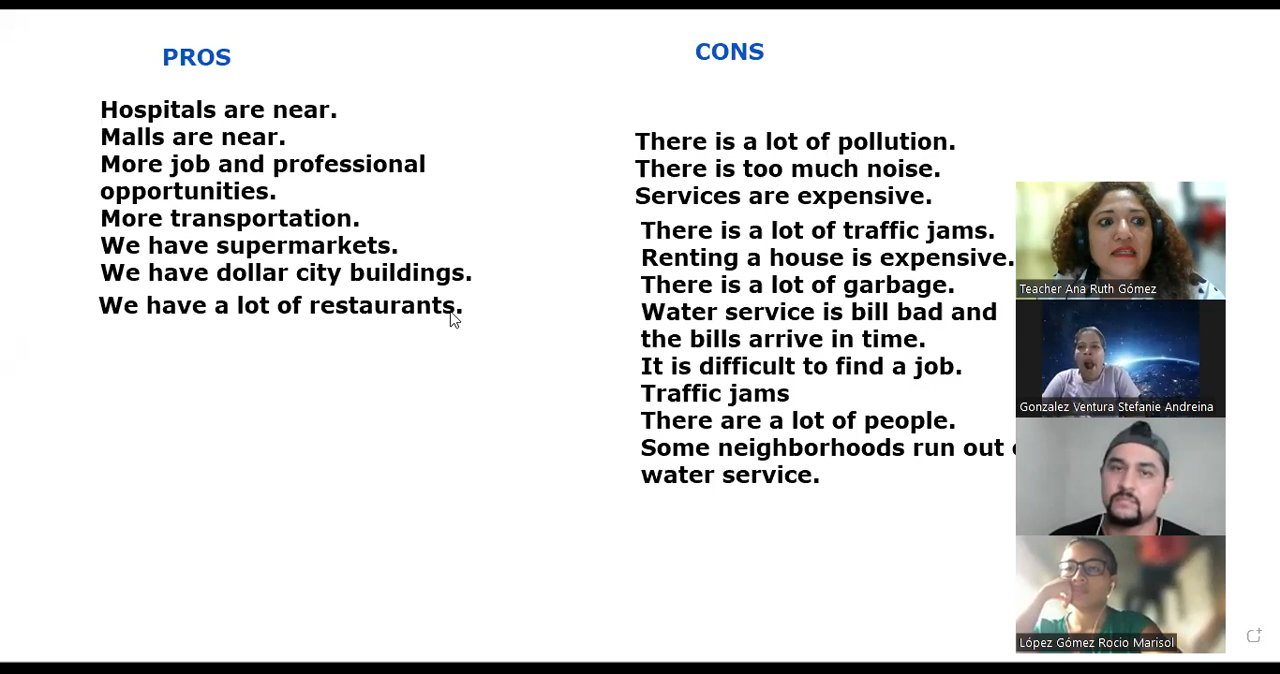 PROS
Hospitals are near.
Malls are near.
More job and professional
opportunities.
More transportation.
We have supermarkets.
We have dollar city buildings.
We have a lot of restaurants.
CONS
There is a lot of pollution.
There is too much noise.
Services are expensive.
There is a lot of traffic jams.
Renting a house is expensive.
There is a lot of garbage.
Water service is bill bad and
the bills arrive in time.
It is difficult to find a job.
Traffic jams
There are a lot of people.
Some neighborhoods run out
water service.
Teacher Ana Ruth Gómez
Gonzalez Ventura Stefanie Andreina
López Gómez Rocio Marisol